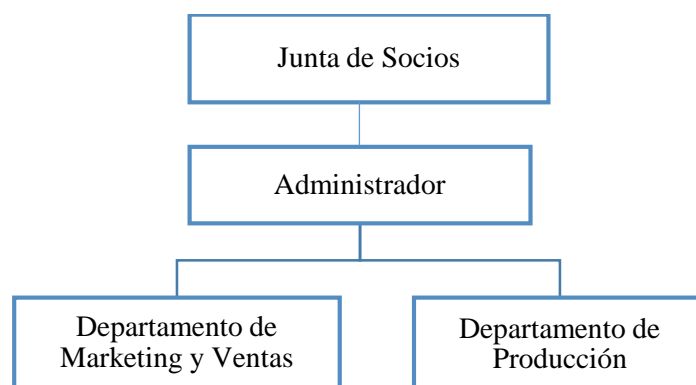 Junta de Socios
Administrador
Departamento de
Marketing y Ventas
Departamento de
Producción